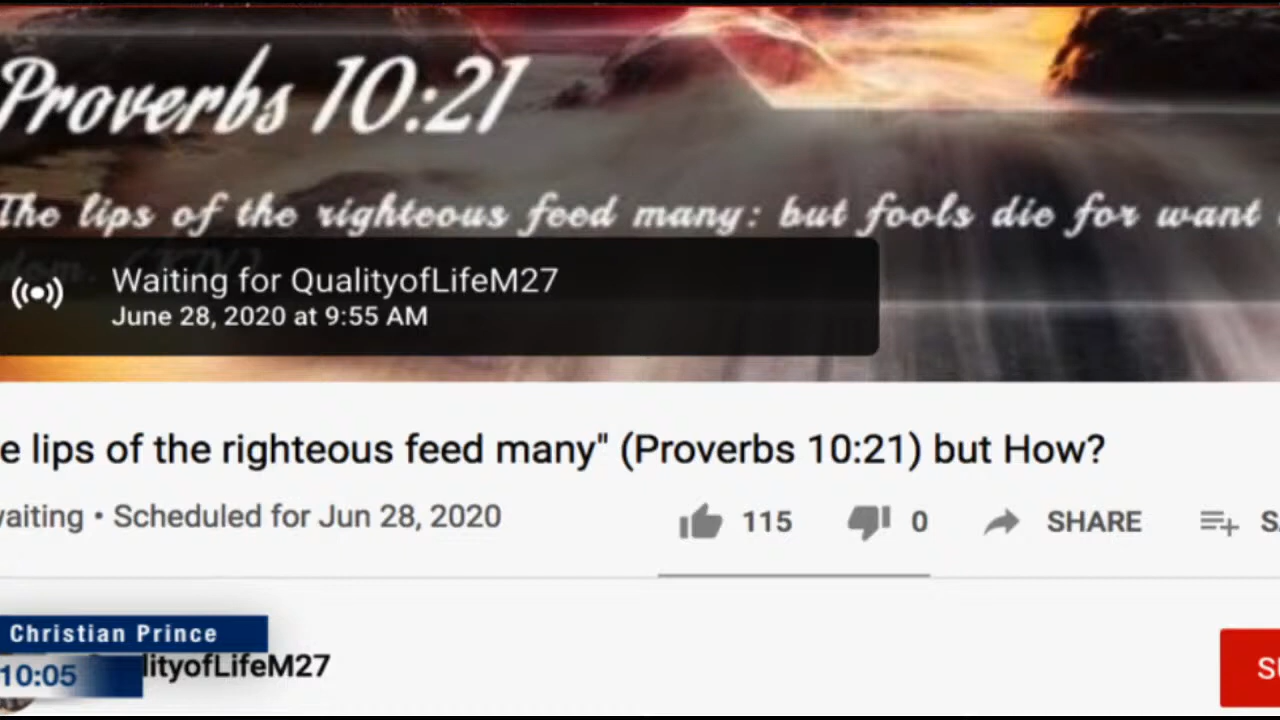 Proverbs 10:21
The lips of the righteous feed many: but fools die for want
Waiting for QualityofLifeM27
June 28, 2020 at 9:55 AM
e lips of the righteous feed many" (Proverbs 10:21) but How?
waiting • Scheduled for Jun 28, 2020
115 0 SHARE
Christian Prince
lityofLifeM27
10:05